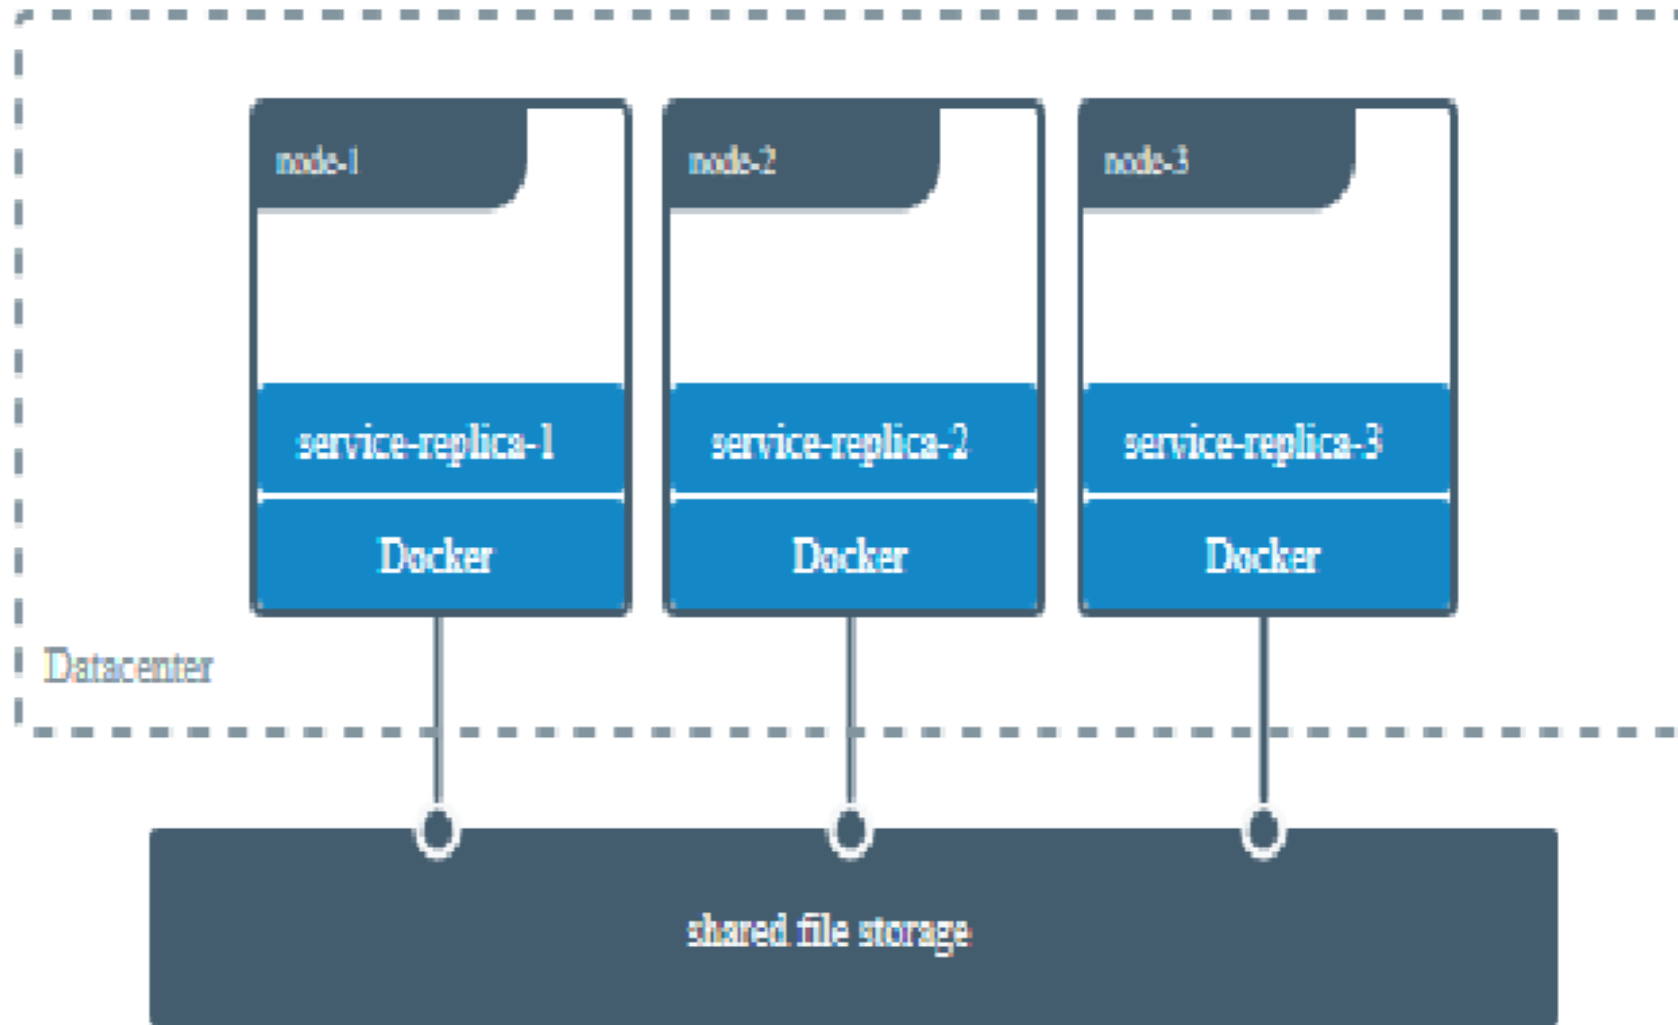 node-1
node-2
node-3
service-replica-1
service-replica-2
service-replica-3
Docker
Docker
Docker
Datacenter
shared file storage